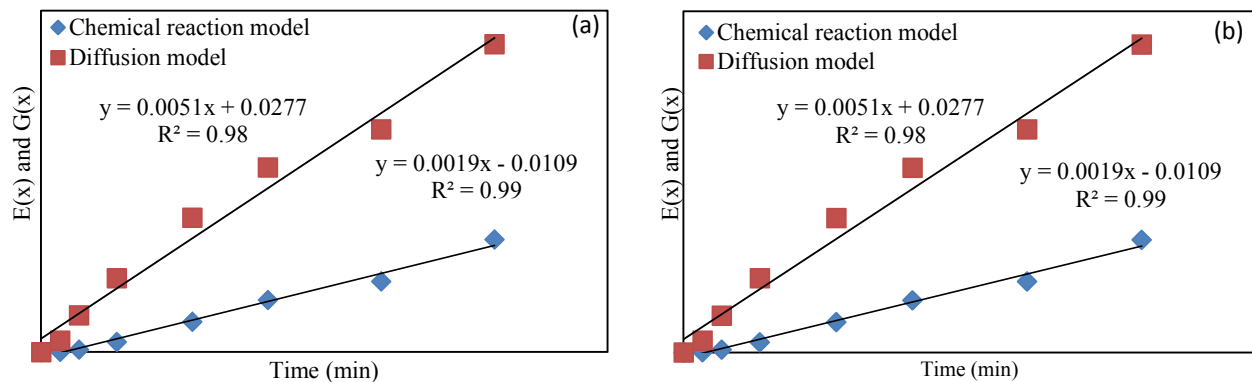 (a)
Chemical reaction model
Diffusion model
y = 0.0051x + 0.0277
R² = 0.98
y = 0.0019x - 0.0109
R² = 0.99
E(x) and G(x)
Time (min)
(b)
Chemical reaction model
Diffusion model
y = 0.0051x + 0.0277
R² = 0.98
y = 0.0019x - 0.0109
R² = 0.99
E(x) and G(x)
Time (min)